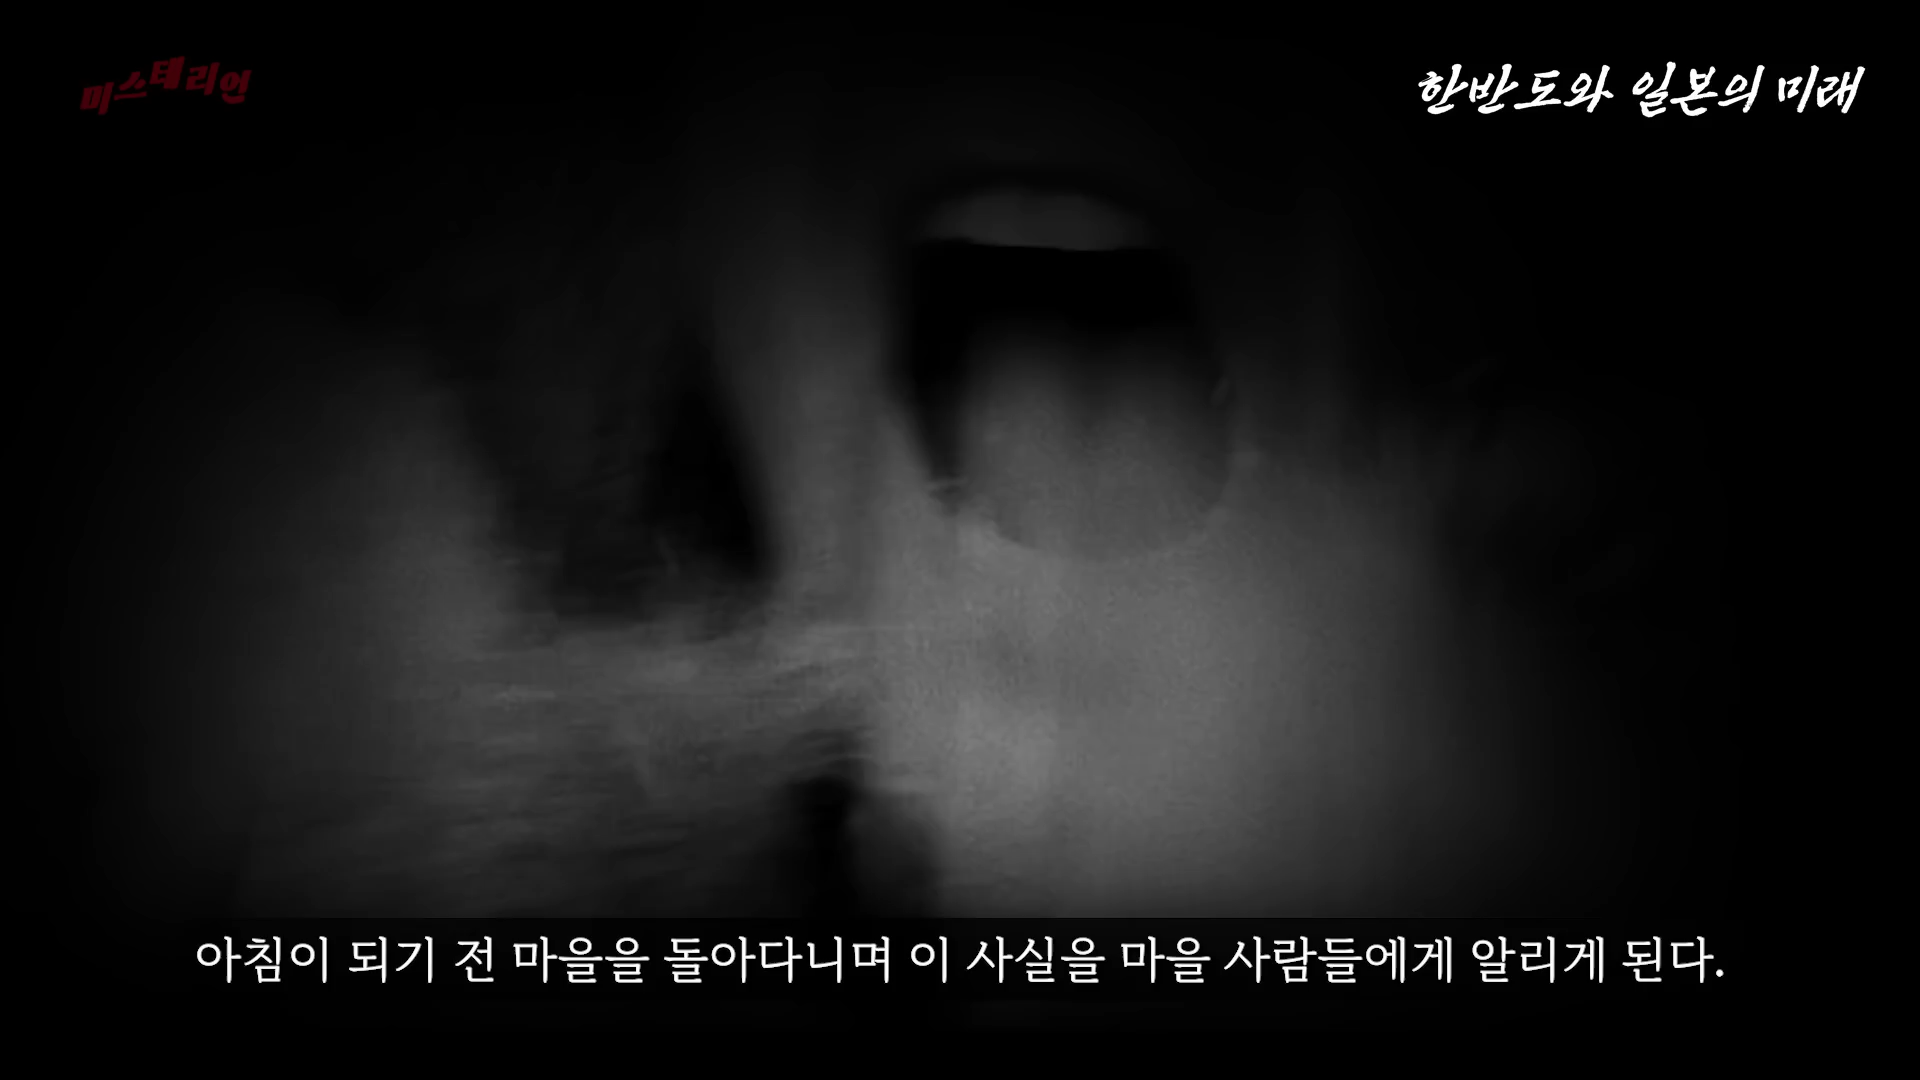 미스테리언
한반도와 일본의 미래
아침이 되기 전 마을을 돌아다니며 이 사실을 마을 사람들에게 알리게 된다.